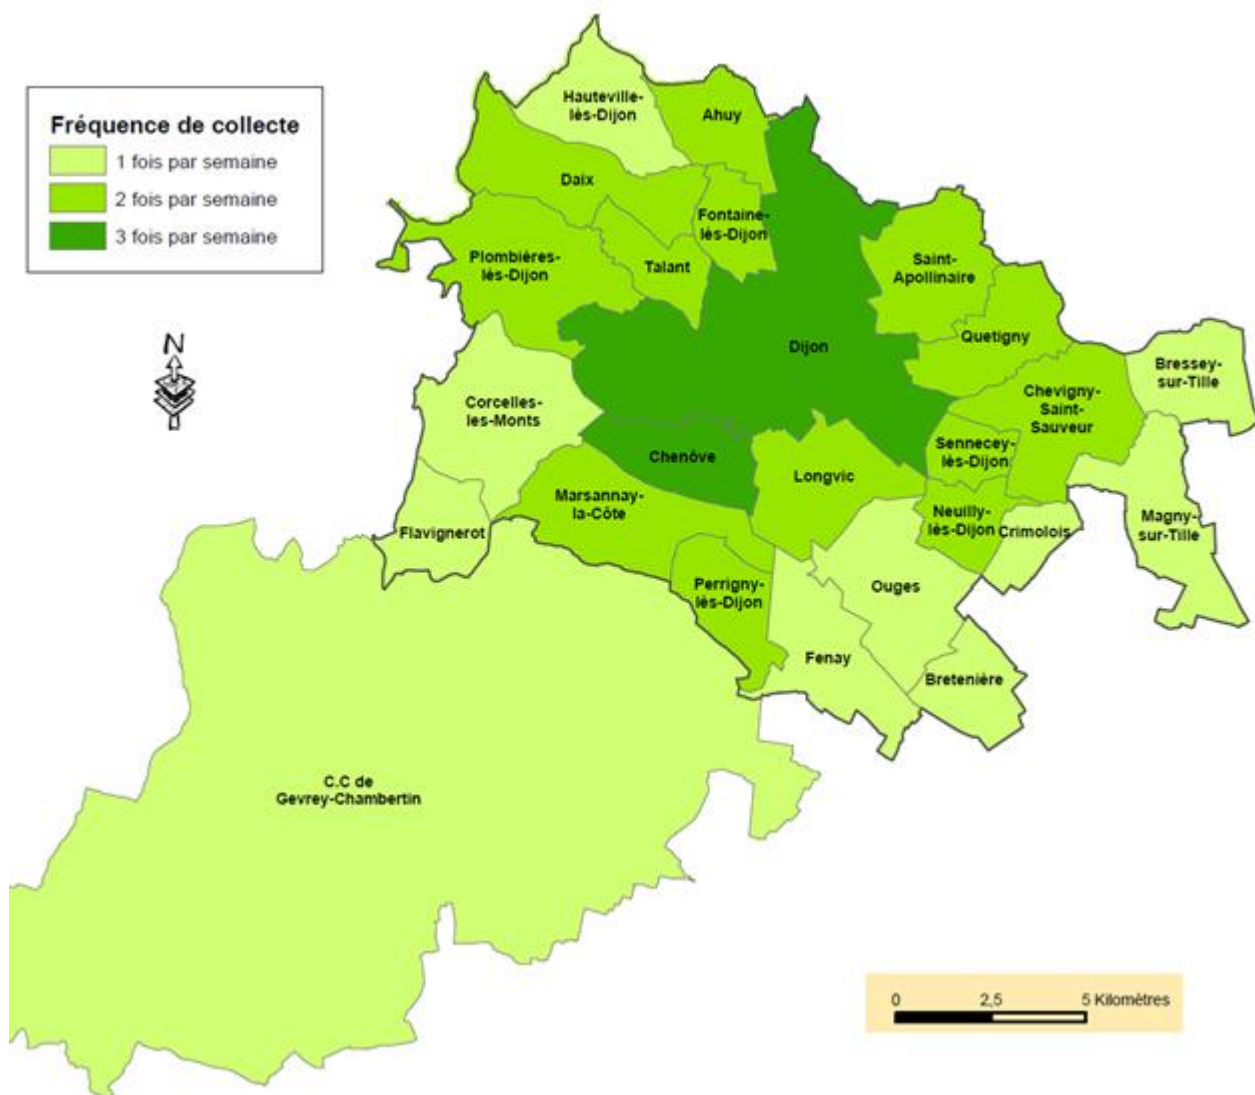 Fréquence de collecte
1 fois par semaine
2 fois par semaine
3 fois par semaine
N
Hauteville-
lès-Dijon
Ahuy
Daix
Fontaine-
lès-Dijon
Plombières-
lès-Dijon
Talant
Saint-
Apollinaire
Quetigny
Dijon
Bressey-
sur-Tille
Corcelles-
les-Monts
Chevigny-
Saint-
Sauveur
Chenôve
Sennecey-
lès-Dijon
Longvic
Marsannay-
la-Côte
Neuilly-
lès-Dijon
Crimolois
Magny-
sur-Tille
Flavignerot
Perrigny-
lès-Dijon
Ouges
Fenay
Bretenière
C.C de
Gevrey-Chambertin
0 2,5 5 Kilomètres